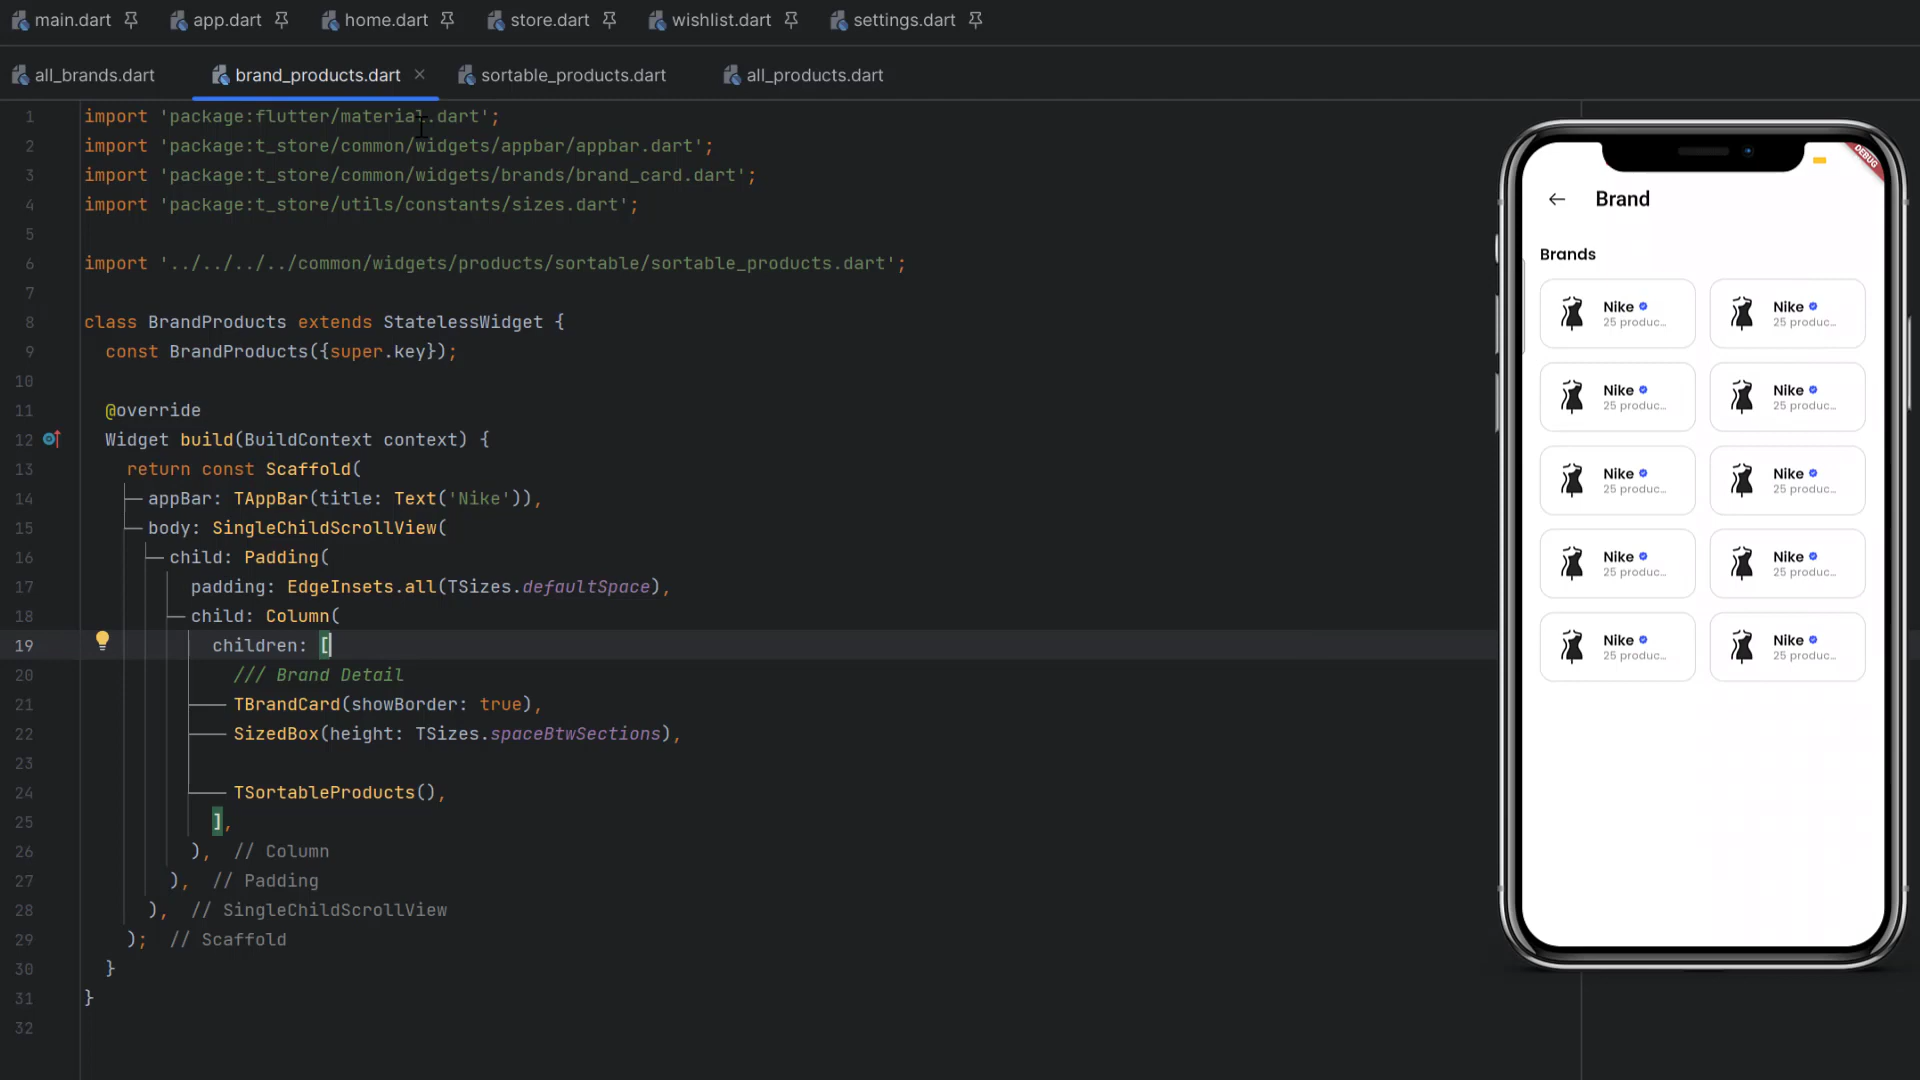 main.dart app.dart home.dart store.dart wishlist.dart settings.dart
all_brands.dart brand_products.dart × sortable_products.dart all_products.dart
1 import 'package:flutter/material.dart';
2 import 'package:t_store/common/widgets/appbar/appbar.dart';
3 import 'package:t_store/common/widgets/brands/brand_card.dart';
4 import 'package:t_store/utils/constants/sizes.dart';
5
6 import '../../../../common/widgets/products/sortable/sortable_products.dart';
7
8 class BrandProducts extends StatelessWidget {
9 const BrandProducts({super.key});
10
11 @override
12 Widget build(BuildContext context) {
13 return const Scaffold(
14 appBar: TAppBar(title: Text('Nike')),
15 body: SingleChildScrollView(
16 child: Padding(
17 padding: EdgeInsets.all(TSizes.defaultSpace),
18 child: Column(
19 children: [
20 /// Brand Detail
21 TBrandCard(showBorder: true),
22 SizedBox(height: TSizes.spaceBtwSections),
23
24 TSortableProducts(),
25 ],
26 ), // Column
27 ), // Padding
28 ), // SingleChildScrollView
29 ); // Scaffold
30 }
31 }
32
DEBUG
Brand
Brands
Nike Nike
25 produc... 25 produc...
Nike Nike
25 produc... 25 produc...
Nike Nike
25 produc... 25 produc...
Nike Nike
25 produc... 25 produc...
Nike Nike
25 produc... 25 produc...